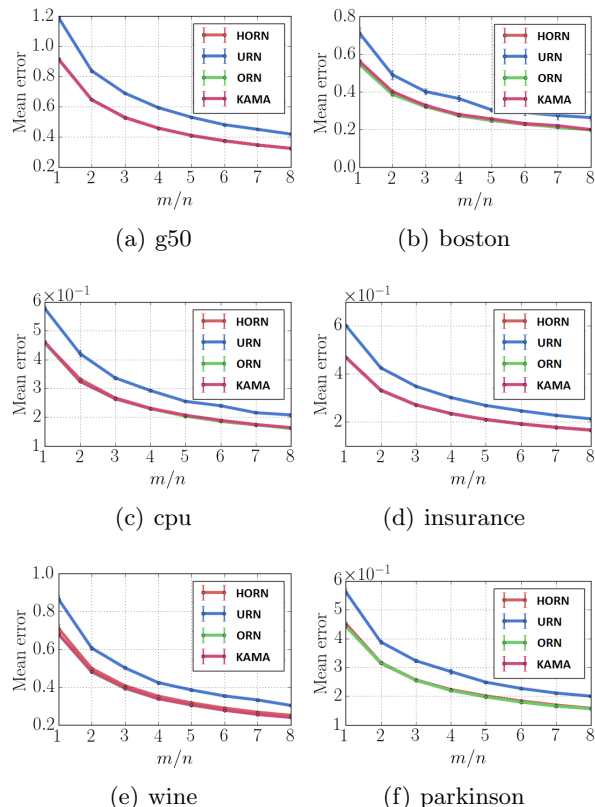 1.2
1.0
0.8
0.6
0.4
0.2
Mean error
HORN
URN
ORN
KAMA
1 2 3 4 5 6 7 8
m/n
(a) g50
0.8
0.6
0.4
0.2
0.0
Mean error
HORN
URN
ORN
KAMA
1 2 3 4 5 6 7 8
m/n
(b) boston
6 ×10⁻¹
5
4
3
2
1
Mean error
HORN
URN
ORN
KAMA
1 2 3 4 5 6 7 8
m/n
(c) cpu
×10⁻¹
6
4
2
Mean error
HORN
URN
ORN
KAMA
1 2 3 4 5 6 7 8
m/n
(d) insurance
1.0
0.8
0.6
0.4
0.2
Mean error
HORN
URN
ORN
KAMA
1 2 3 4 5 6 7 8
m/n
(e) wine
6 ×10⁻¹
5
4
3
2
1
Mean error
HORN
URN
ORN
KAMA
1 2 3 4 5 6 7 8
m/n
(f) parkinson